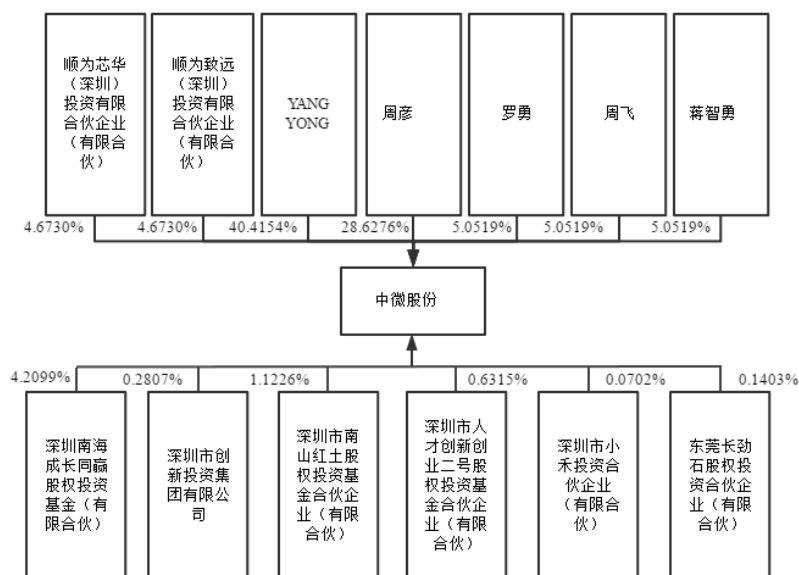 顺为芯华
（深圳）
投资有限
合伙企业
（有限合
伙）
顺为致远
（深圳）
投资有限
合伙企业
（有限合
伙）
YANG
YONG
周彦
罗勇
周飞
蒋智勇
4.6730%
4.6730%
40.4154%
28.6276%
5.0519%
5.0519%
5.0519%
中微股份
4.2099%
0.2807%
1.1226%
0.6315%
0.0702%
0.1403%
深圳南海
成长同赢
股权投资
基金（有
限合伙）
深圳市创
新投资集
团有限公
司
深圳市南
山红土股
权投资基
金合伙企
业（有限
合伙）
深圳市人
才创新创
业二号股
权投资基
金合伙企
业（有限
合伙）
深圳市小
禾投资合
伙企业
（有限合
伙）
东莞长劲
石股权投
资合伙企
业（有限
合伙）